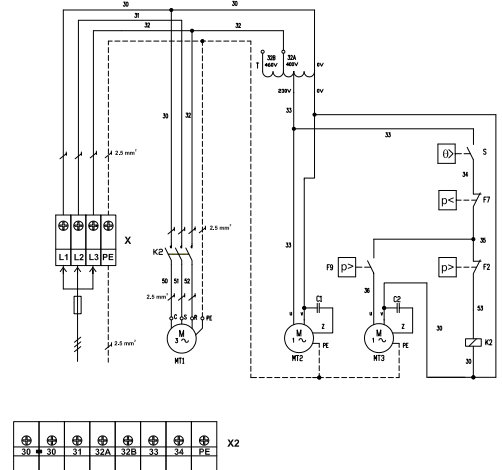 30
30
31
32
32
32B
32A
T
460V
400V
0V
230V
0V
33
30
32
33
θ>
S
34
2.5 mm²
2.5 mm²
p<
F7
L1
L2
L3
PE
X
K2
33
35
F9
p>
p>
F2
36
50
51
52
2.5 mm²
C
S
R
PE
C1
C2
53
M
3 ~
MT1
u
v
Z
M
1 ~
MT2
PE
u
v
Z
M
1 ~
MT3
PE
30
K2
30
2.5 mm²
30
30
31
32A
32B
33
34
PE
X2